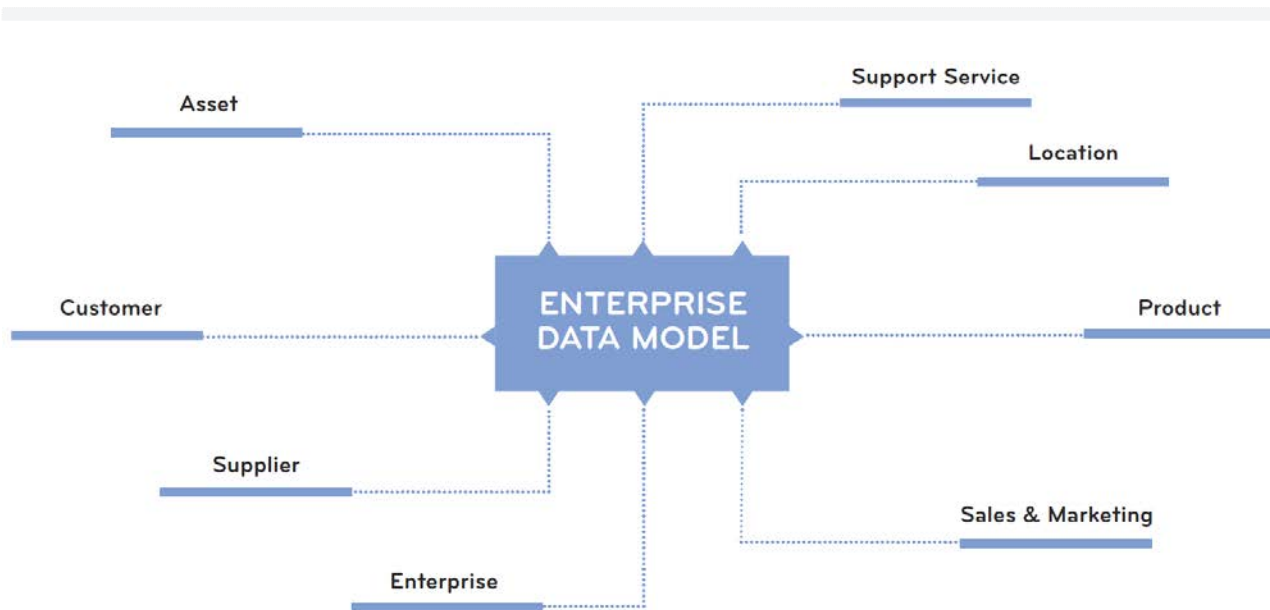 Support Service
Asset
Location
ENTERPRISE
DATA MODEL
Customer
Product
Supplier
Sales & Marketing
Enterprise